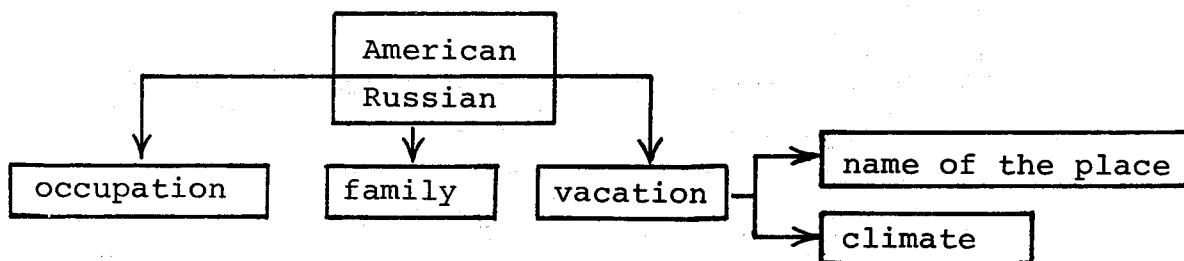 American
Russian
occupation
family
vacation
name of the place
climate